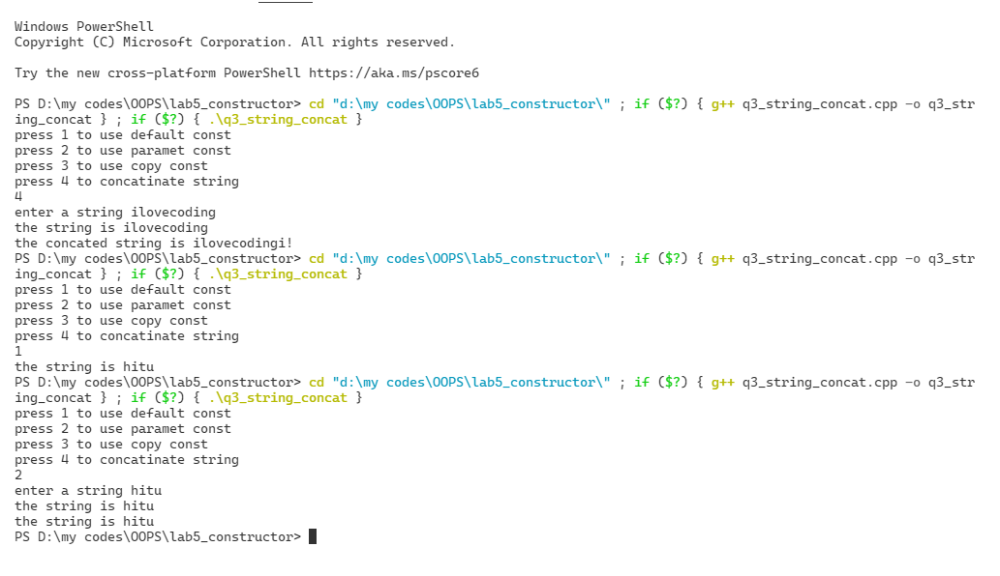 Windows PowerShell
Copyright (C) Microsoft Corporation. All rights reserved.
Try the new cross-platform PowerShell https://aka.ms/pscore6
PS D:\my codes\OOPS\lab5_constructor> cd "d:\my codes\OOPS\lab5_constructor\" ; if ($?) { g++ q3_string_concat.cpp -o q3_str
ing_concat } ; if ($?) { .\q3_string_concat }
press 1 to use default const
press 2 to use paramet const
press 3 to use copy const
press 4 to concatinate string
4
enter a string ilovecoding
the string is ilovecoding
the concated string is ilovecodingi!
PS D:\my codes\OOPS\lab5_constructor> cd "d:\my codes\OOPS\lab5_constructor\" ; if ($?) { g++ q3_string_concat.cpp -o q3_str
ing_concat } ; if ($?) { .\q3_string_concat }
press 1 to use default const
press 2 to use paramet const
press 3 to use copy const
press 4 to concatinate string
1
the string is hitu
PS D:\my codes\OOPS\lab5_constructor> cd "d:\my codes\OOPS\lab5_constructor\" ; if ($?) { g++ q3_string_concat.cpp -o q3_str
ing_concat } ; if ($?) { .\q3_string_concat }
press 1 to use default const
press 2 to use paramet const
press 3 to use copy const
press 4 to concatinate string
2
enter a string hitu
the string is hitu
the string is hitu
PS D:\my codes\OOPS\lab5_constructor>